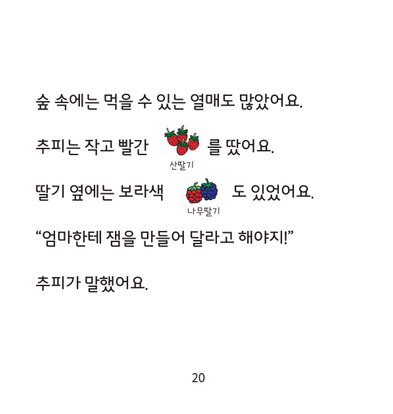 숲 속에는 먹을 수 있는 열매도 많았어요.
추피는 작고 빨간 를 땄어요.
산딸기
딸기 옆에는 보라색 도 있었어요.
나무딸기
“엄마한테 잼을 만들어 달라고 해야지!”
추피가 말했어요.
20